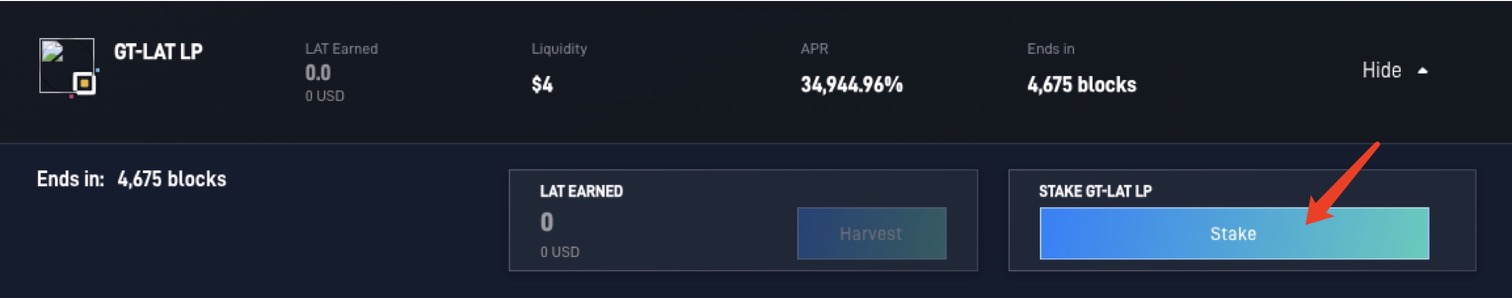 GT-LAT LP
LAT Earned
0.0
0 USD
Liquidity
$4
APR
34,944.96%
Ends in
4,675 blocks
Hide
Ends in: 4,675 blocks
LAT EARNED
0
0 USD
Harvest
STAKE GT-LAT LP
Stake